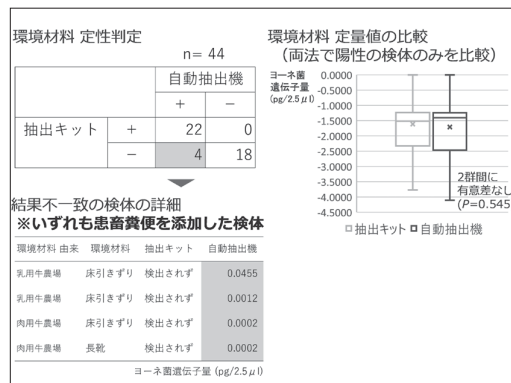 環境材料 定性判定
n= 44
自動抽出機
+ −
抽出キット + 22 0
− 4 18
結果不一致の検体の詳細
※いずれも患畜糞便を添加した検体
環境材料 由来 環境材料 抽出キット 自動抽出機
乳用牛農場 床引きずり 検出されず 0.0455
乳用牛農場 床引きずり 検出されず 0.0012
肉用牛農場 床引きずり 検出されず 0.0002
肉用牛農場 長靴 検出されず 0.0002
ヨーネ菌遺伝子量 (pg/2.5μl)
環境材料 定量値の比較
(両法で陽性の検体のみを比較)
ヨーネ菌
遺伝子量
(pg/2.5μl)
0.0000
-0.5000
-1.0000
-1.5000
-2.0000
-2.5000
-3.0000
-3.5000
-4.0000
-4.5000
2群間に
有意差なし
(P=0.545
抽出キット 自動抽出機